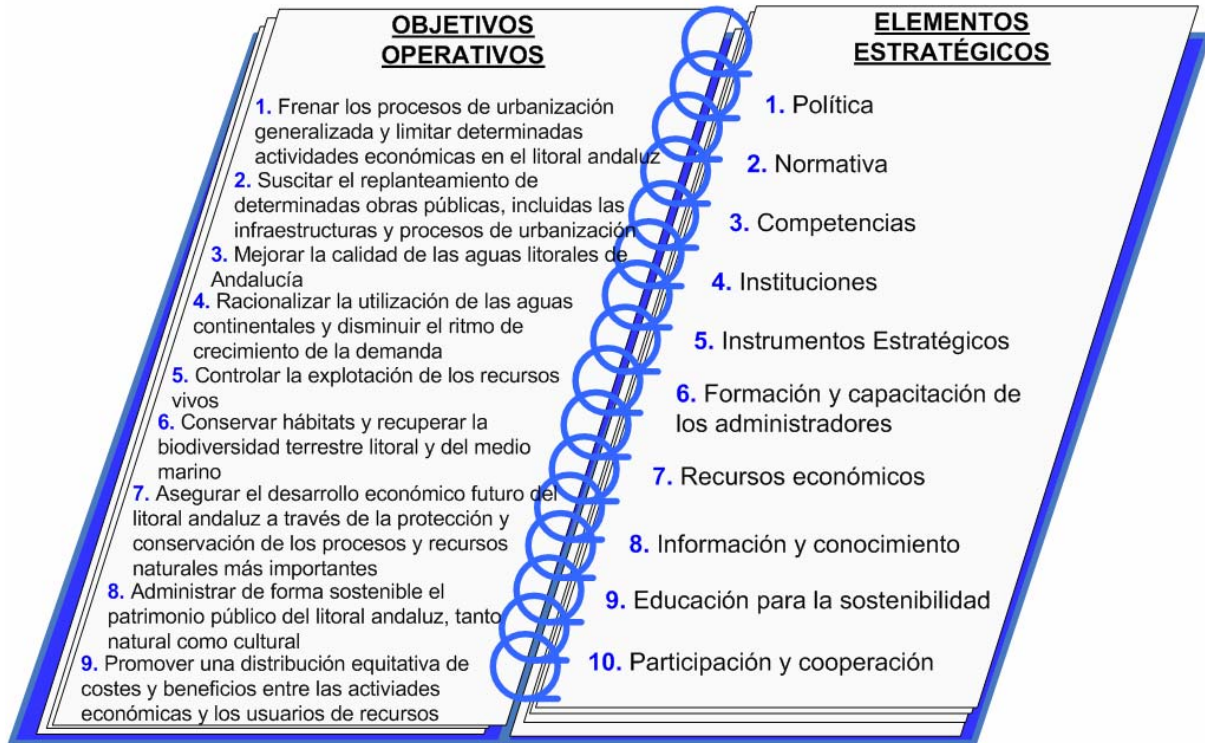 OBJETIVOS
OPERATIVOS
1. Frenar los procesos de urbanización
generalizada y limitar determinadas
actividades económicas en el litoral andaluz
2. Suscitar el replanteamiento de
determinadas obras públicas, incluidas las
infraestructuras y procesos de urbanización
3. Mejorar la calidad de las aguas litorales de
Andalucía
4. Racionalizar la utilización de las aguas
continentales y disminuir el ritmo de
crecimiento de la demanda
5. Controlar la explotación de los recursos
vivos
6. Conservar hábitats y recuperar la
biodiversidad terrestre litoral y del medio
marino
7. Asegurar el desarrollo económico futuro del
litoral andaluz a través de la protección y
conservación de los procesos y recursos
naturales más importantes
8. Administrar de forma sostenible el
patrimonio público del litoral andaluz, tanto
natural como cultural
9. Promover una distribución equitativa de
costes y beneficios entre las activiades
económicas y los usuarios de recursos
ELEMENTOS
ESTRATÉGICOS
1. Política
2. Normativa
3. Competencias
4. Instituciones
5. Instrumentos Estratégicos
6. Formación y capacitación de
los administradores
7. Recursos económicos
8. Información y conocimiento
9. Educación para la sostenibilidad
10. Participación y cooperación